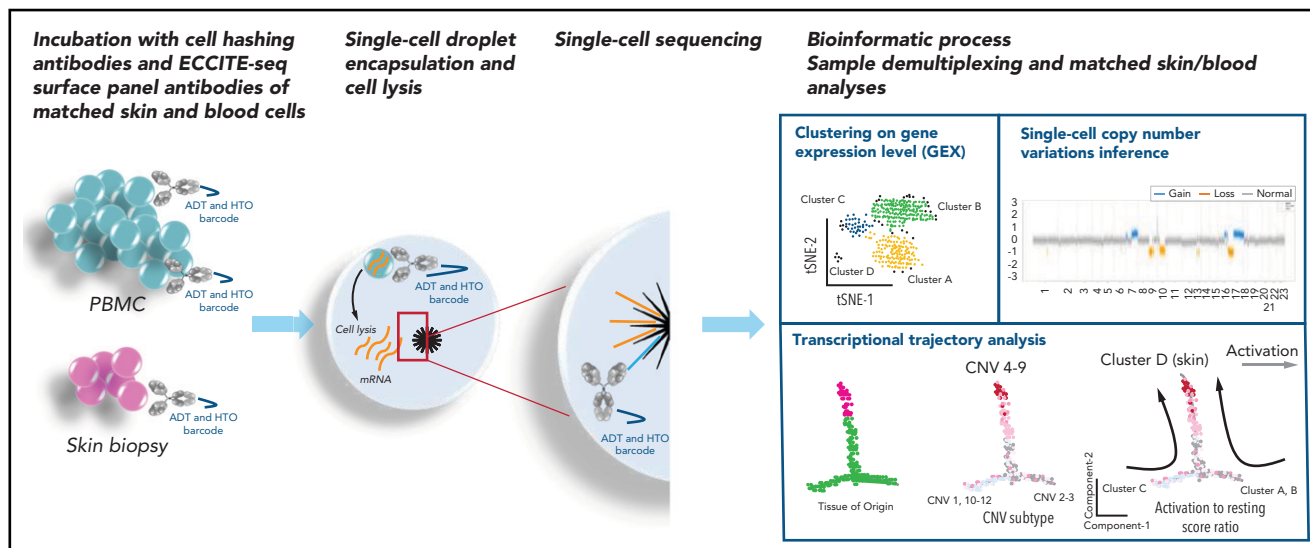 Incubation with cell hashing
antibodies and ECCITE-seq
surface panel antibodies of
matched skin and blood cells
Single-cell droplet
encapsulation and
cell lysis
Single-cell sequencing
Bioinformatic process
Sample demultiplexing and matched skin/blood
analyses
ADT and HTO
barcode
ADT and HTO
barcode
PBMC
ADT and HTO
barcode
Skin biopsy
ADT and HTO
barcode
Cell lysis
mRNA
ADT and HTO
barcode
Clustering on gene
expression level (GEX)
Cluster C
Cluster B
Cluster D
Cluster A
tSNE-2
tSNE-1
Single-cell copy number
variations inference
Gain Loss Normal
3
2
1
0
-1
-2
-3
1 2 3 4 5 6 7 8 9 10 11 12 13 14 15 16 17 18 19 20 21 22 23
Transcriptional trajectory analysis
Tissue of Origin
CNV 4-9
CNV 1, 10-12
CNV 2-3
CNV subtype
Cluster D (skin)
Activation
Component-2
Cluster C
Cluster A, B
Component-1
Activation to resting
score ratio